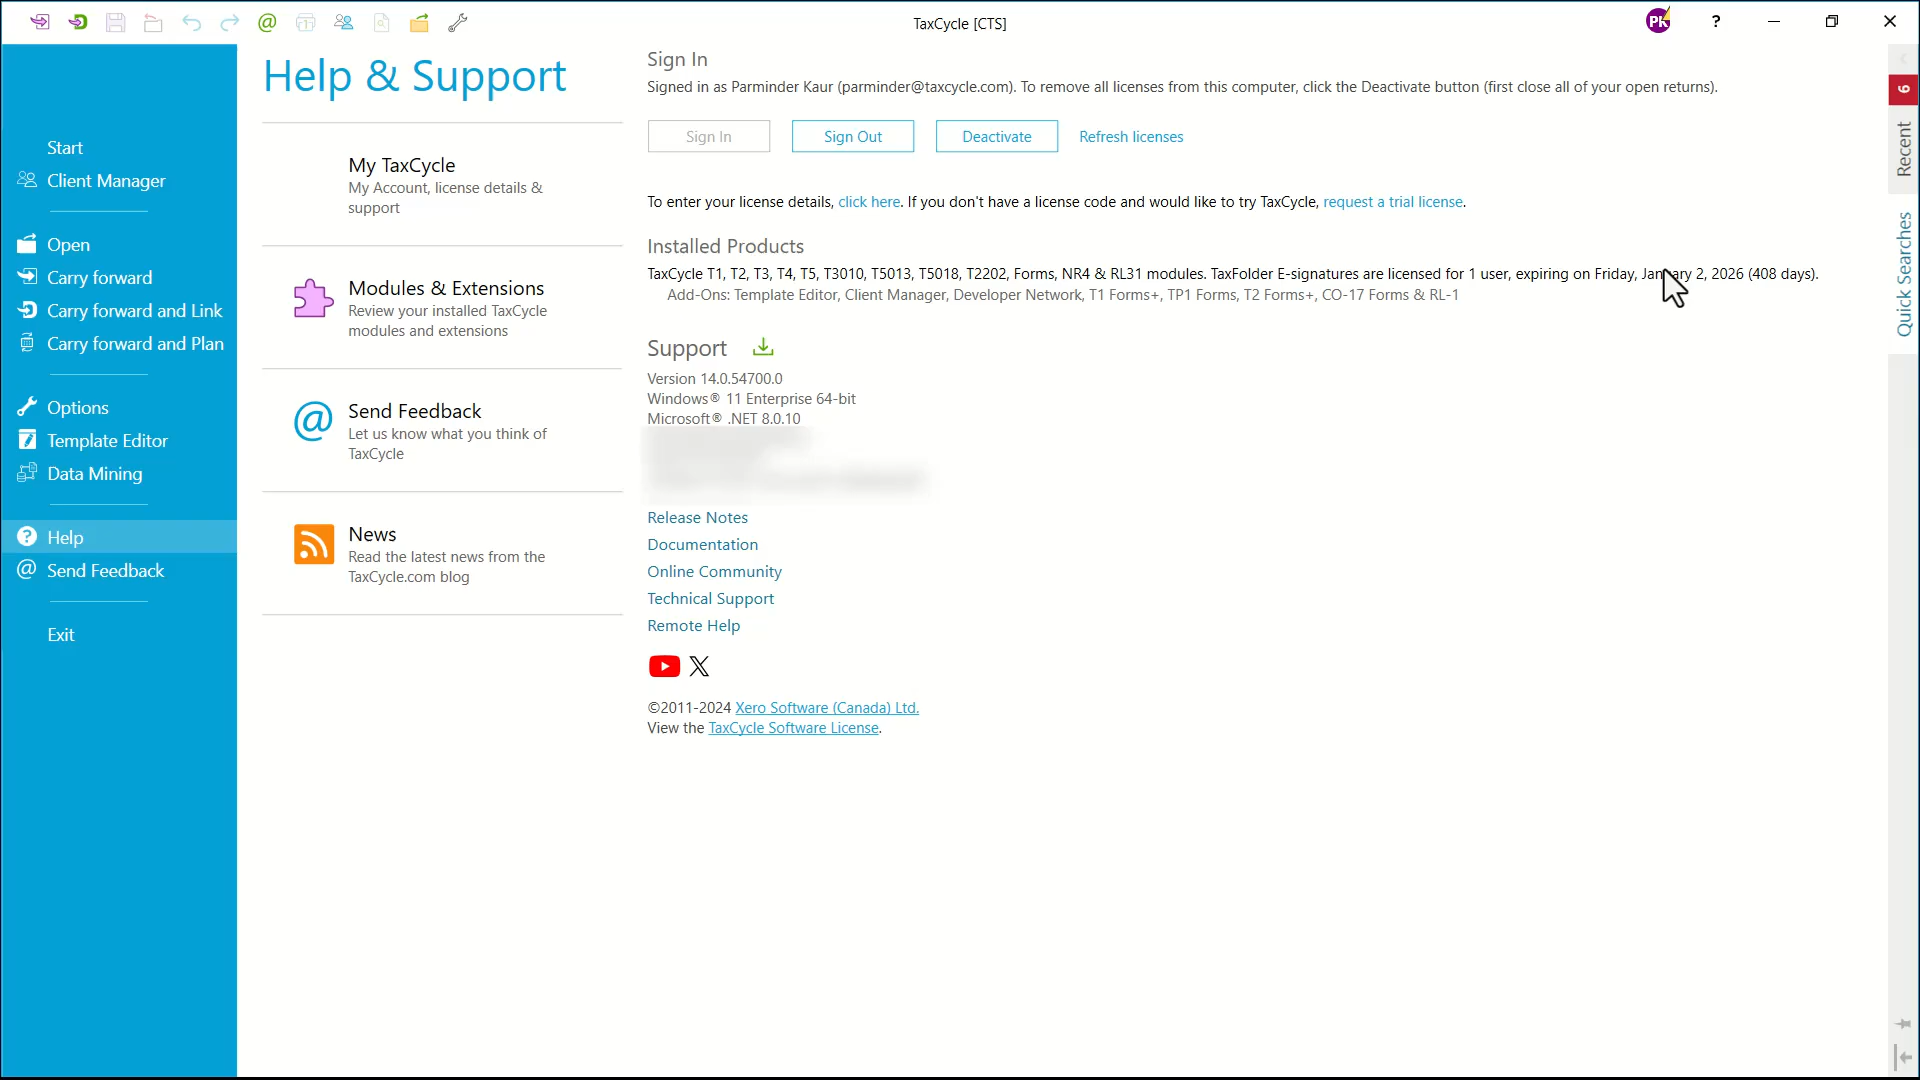 TaxCycle [CTS]
PK
?
Start
Client Manager
Open
Carry forward
Carry forward and Link
Carry forward and Plan
Options
Template Editor
Data Mining
Help
Send Feedback
Exit
Help & Support
My TaxCycle
My Account, license details &
support
Modules & Extensions
Review your installed TaxCycle
modules and extensions
Send Feedback
Let us know what you think of
TaxCycle
News
Read the latest news from the
TaxCycle.com blog
Sign In
Signed in as Parminder Kaur (parminder@taxcycle.com). To remove all licenses from this computer, click the Deactivate button (first close all of your open returns).
Sign In
Sign Out
Deactivate
Refresh licenses
To enter your license details, click here. If you don't have a license code and would like to try TaxCycle, request a trial license.
Installed Products
TaxCycle T1, T2, T3, T4, T5, T3010, T5013, T5018, T2202, Forms, NR4 & RL31 modules. TaxFolder E-signatures are licensed for 1 user, expiring on Friday, January 2, 2026 (408 days).
Add-Ons: Template Editor, Client Manager, Developer Network, T1 Forms+, TP1 Forms, T2 Forms+, CO-17 Forms & RL-1
Support
Version 14.0.54700.0
Windows® 11 Enterprise 64-bit
Microsoft® .NET 8.0.10
Release Notes
Documentation
Online Community
Technical Support
Remote Help
©2011-2024 Xero Software (Canada) Ltd.
View the TaxCycle Software License.
6
Recent
Quick Searches